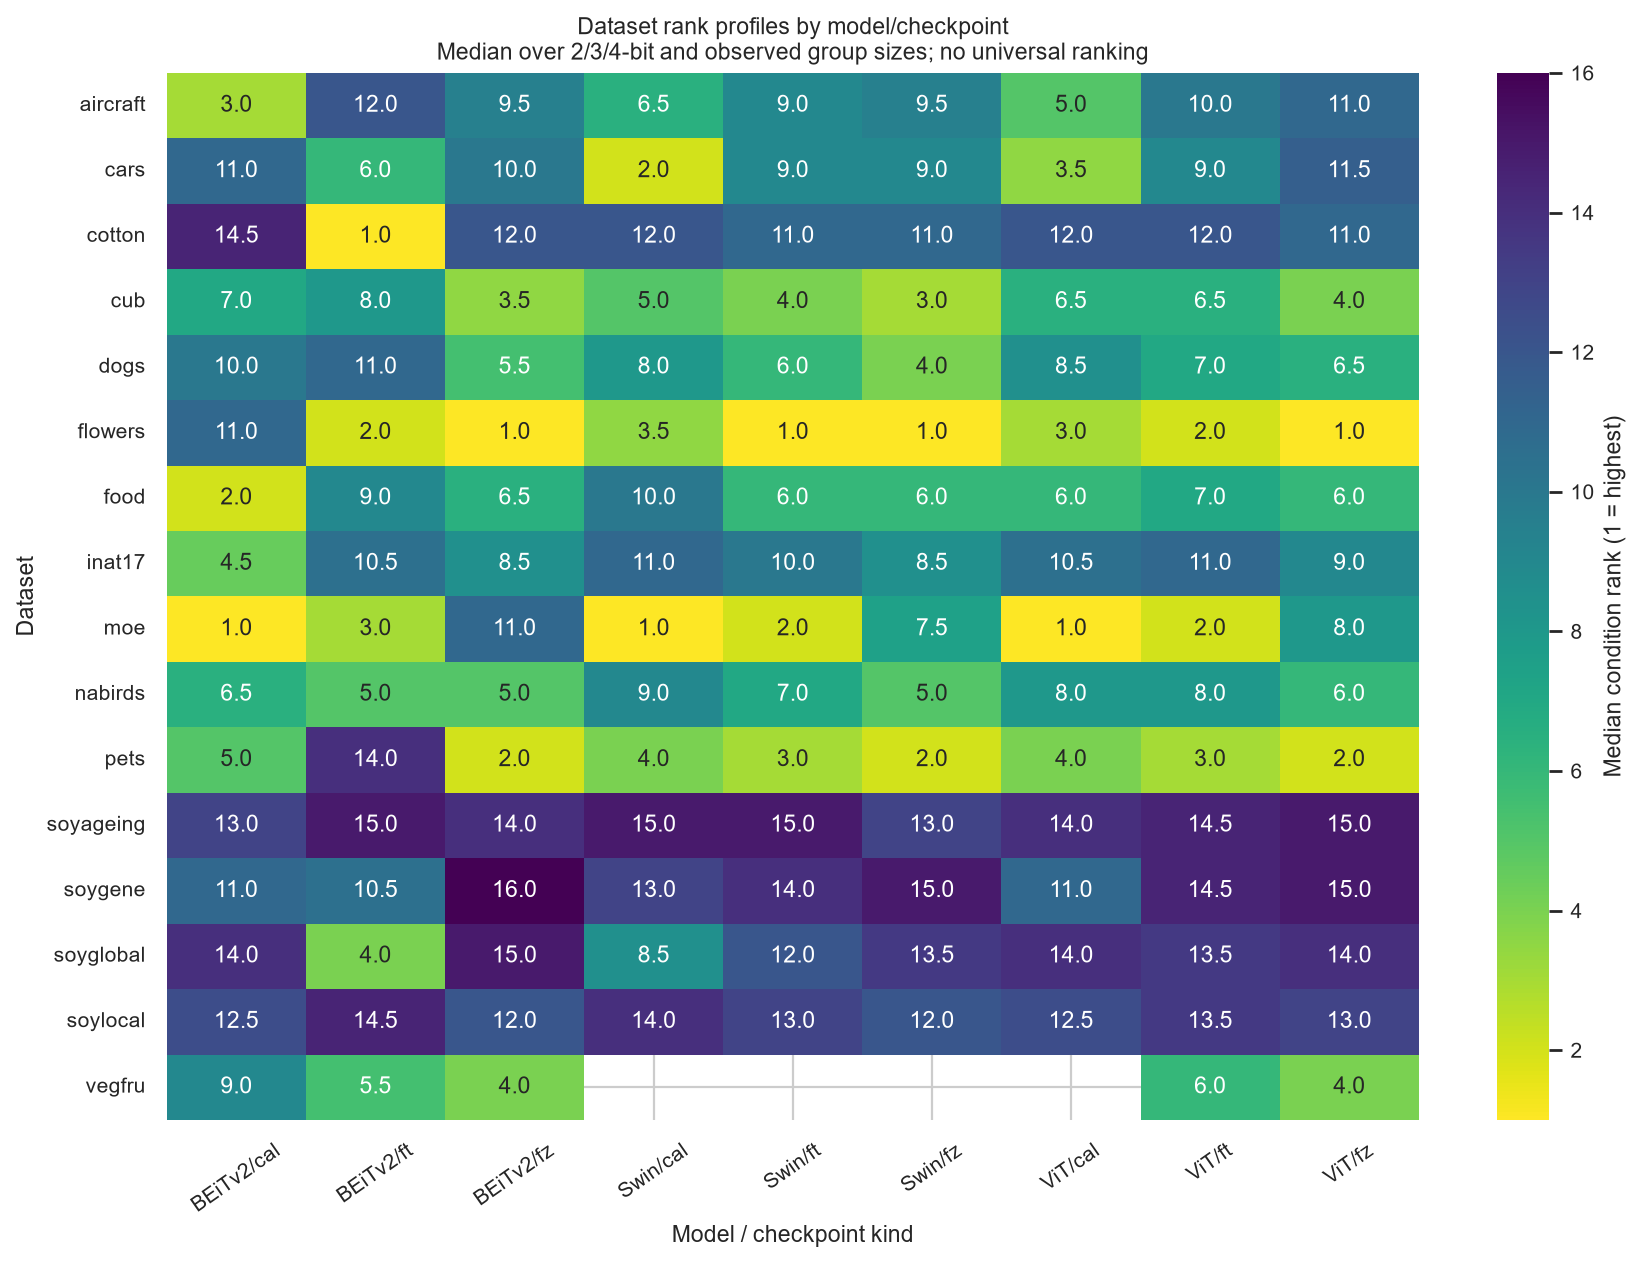 Dataset rank profiles by model/checkpoint
Median over 2/3/4-bit and observed group sizes; no universal ranking
aircraft 3.0 12.0 9.5 6.5 9.0 9.5 5.0 10.0 11.0
cars 11.0 6.0 10.0 2.0 9.0 9.0 3.5 9.0 11.5
cotton 14.5 1.0 12.0 12.0 11.0 11.0 12.0 12.0 11.0
cub 7.0 8.0 3.5 5.0 4.0 3.0 6.5 6.5 4.0
dogs 10.0 11.0 5.5 8.0 6.0 4.0 8.5 7.0 6.5
flowers 11.0 2.0 1.0 3.5 1.0 1.0 3.0 2.0 1.0
food 2.0 9.0 6.5 10.0 6.0 6.0 6.0 7.0 6.0
inat17 4.5 10.5 8.5 11.0 10.0 8.5 10.5 11.0 9.0
moe 1.0 3.0 11.0 1.0 2.0 7.5 1.0 2.0 8.0
nabirds 6.5 5.0 5.0 9.0 7.0 5.0 8.0 8.0 6.0
pets 5.0 14.0 2.0 4.0 3.0 2.0 4.0 3.0 2.0
soyageing 13.0 15.0 14.0 15.0 15.0 13.0 14.0 14.5 15.0
soygene 11.0 10.5 16.0 13.0 14.0 15.0 11.0 14.5 15.0
soyglobal 14.0 4.0 15.0 8.5 12.0 13.5 14.0 13.5 14.0
soylocal 12.5 14.5 12.0 14.0 13.0 12.0 12.5 13.5 13.0
vegfru 9.0 5.5 4.0 6.0 4.0
BEiTv2/cal BEiTv2/ft BEiTv2/fz Swin/cal Swin/ft Swin/fz ViT/cal ViT/ft ViT/fz
Model / checkpoint kind
Dataset
16
14
12
10
8
6
4
2
Median condition rank (1 = highest)